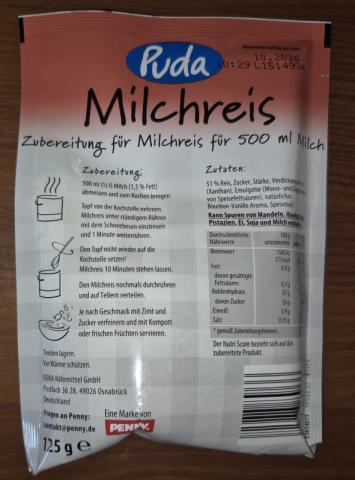 10.2026
20:29 L15149
Puda
Milchreis
Zubereitung für Milchreis für 500 ml Milch
Zubereitung:
500 ml (½ l) Milch (1,5 % Fett)
abmessen und zum Kochen bringen.
Topf von der Kochstelle nehmen.
Milchreis unter ständigem Rühren
mit dem Schneebesen einstreuen
und 1 Minute weiterrühren.
Den Topf nicht wieder auf die
Kochstelle setzen!
Milchreis 10 Minuten stehen lassen.
Den Milchreis nochmals durchrühren
und auf Tellern verteilen.
Je nach Geschmack mit Zimt und
Zucker verfeinern und mit Kompott
oder frischen Früchten servieren.
Trocken lagern.
Vor Wärme schützen.
OSNA Nährmittel GmbH
Postfach 36 28, 49026 Osnabrück
Deutschland
Fragen an Penny:
kontakt@penny.de
125 g e
Eine Marke von
PENNY.
Zutaten:
51 % Reis, Zucker, Stärke,
(Xanthan), Emulgator (Mono- und
von Speisefettsäuren), natürliches
Bourbon-Vanille Aroma, Speisesalz
Kann Spuren von Mandeln,
Pistazien, Ei, Soja und Milch
Durchschnittliche
Nährwerte
100 g
Brennwert
373 kcal
Fett
davon gesättigte
Fettsäuren
0,7 g
Kohlenhydrate
davon Zucker
Eiweiß
Salz
* gemäß Zubereitungshinweis
Der Nutri Score bezieht sich auf das
zubereitete Produkt.